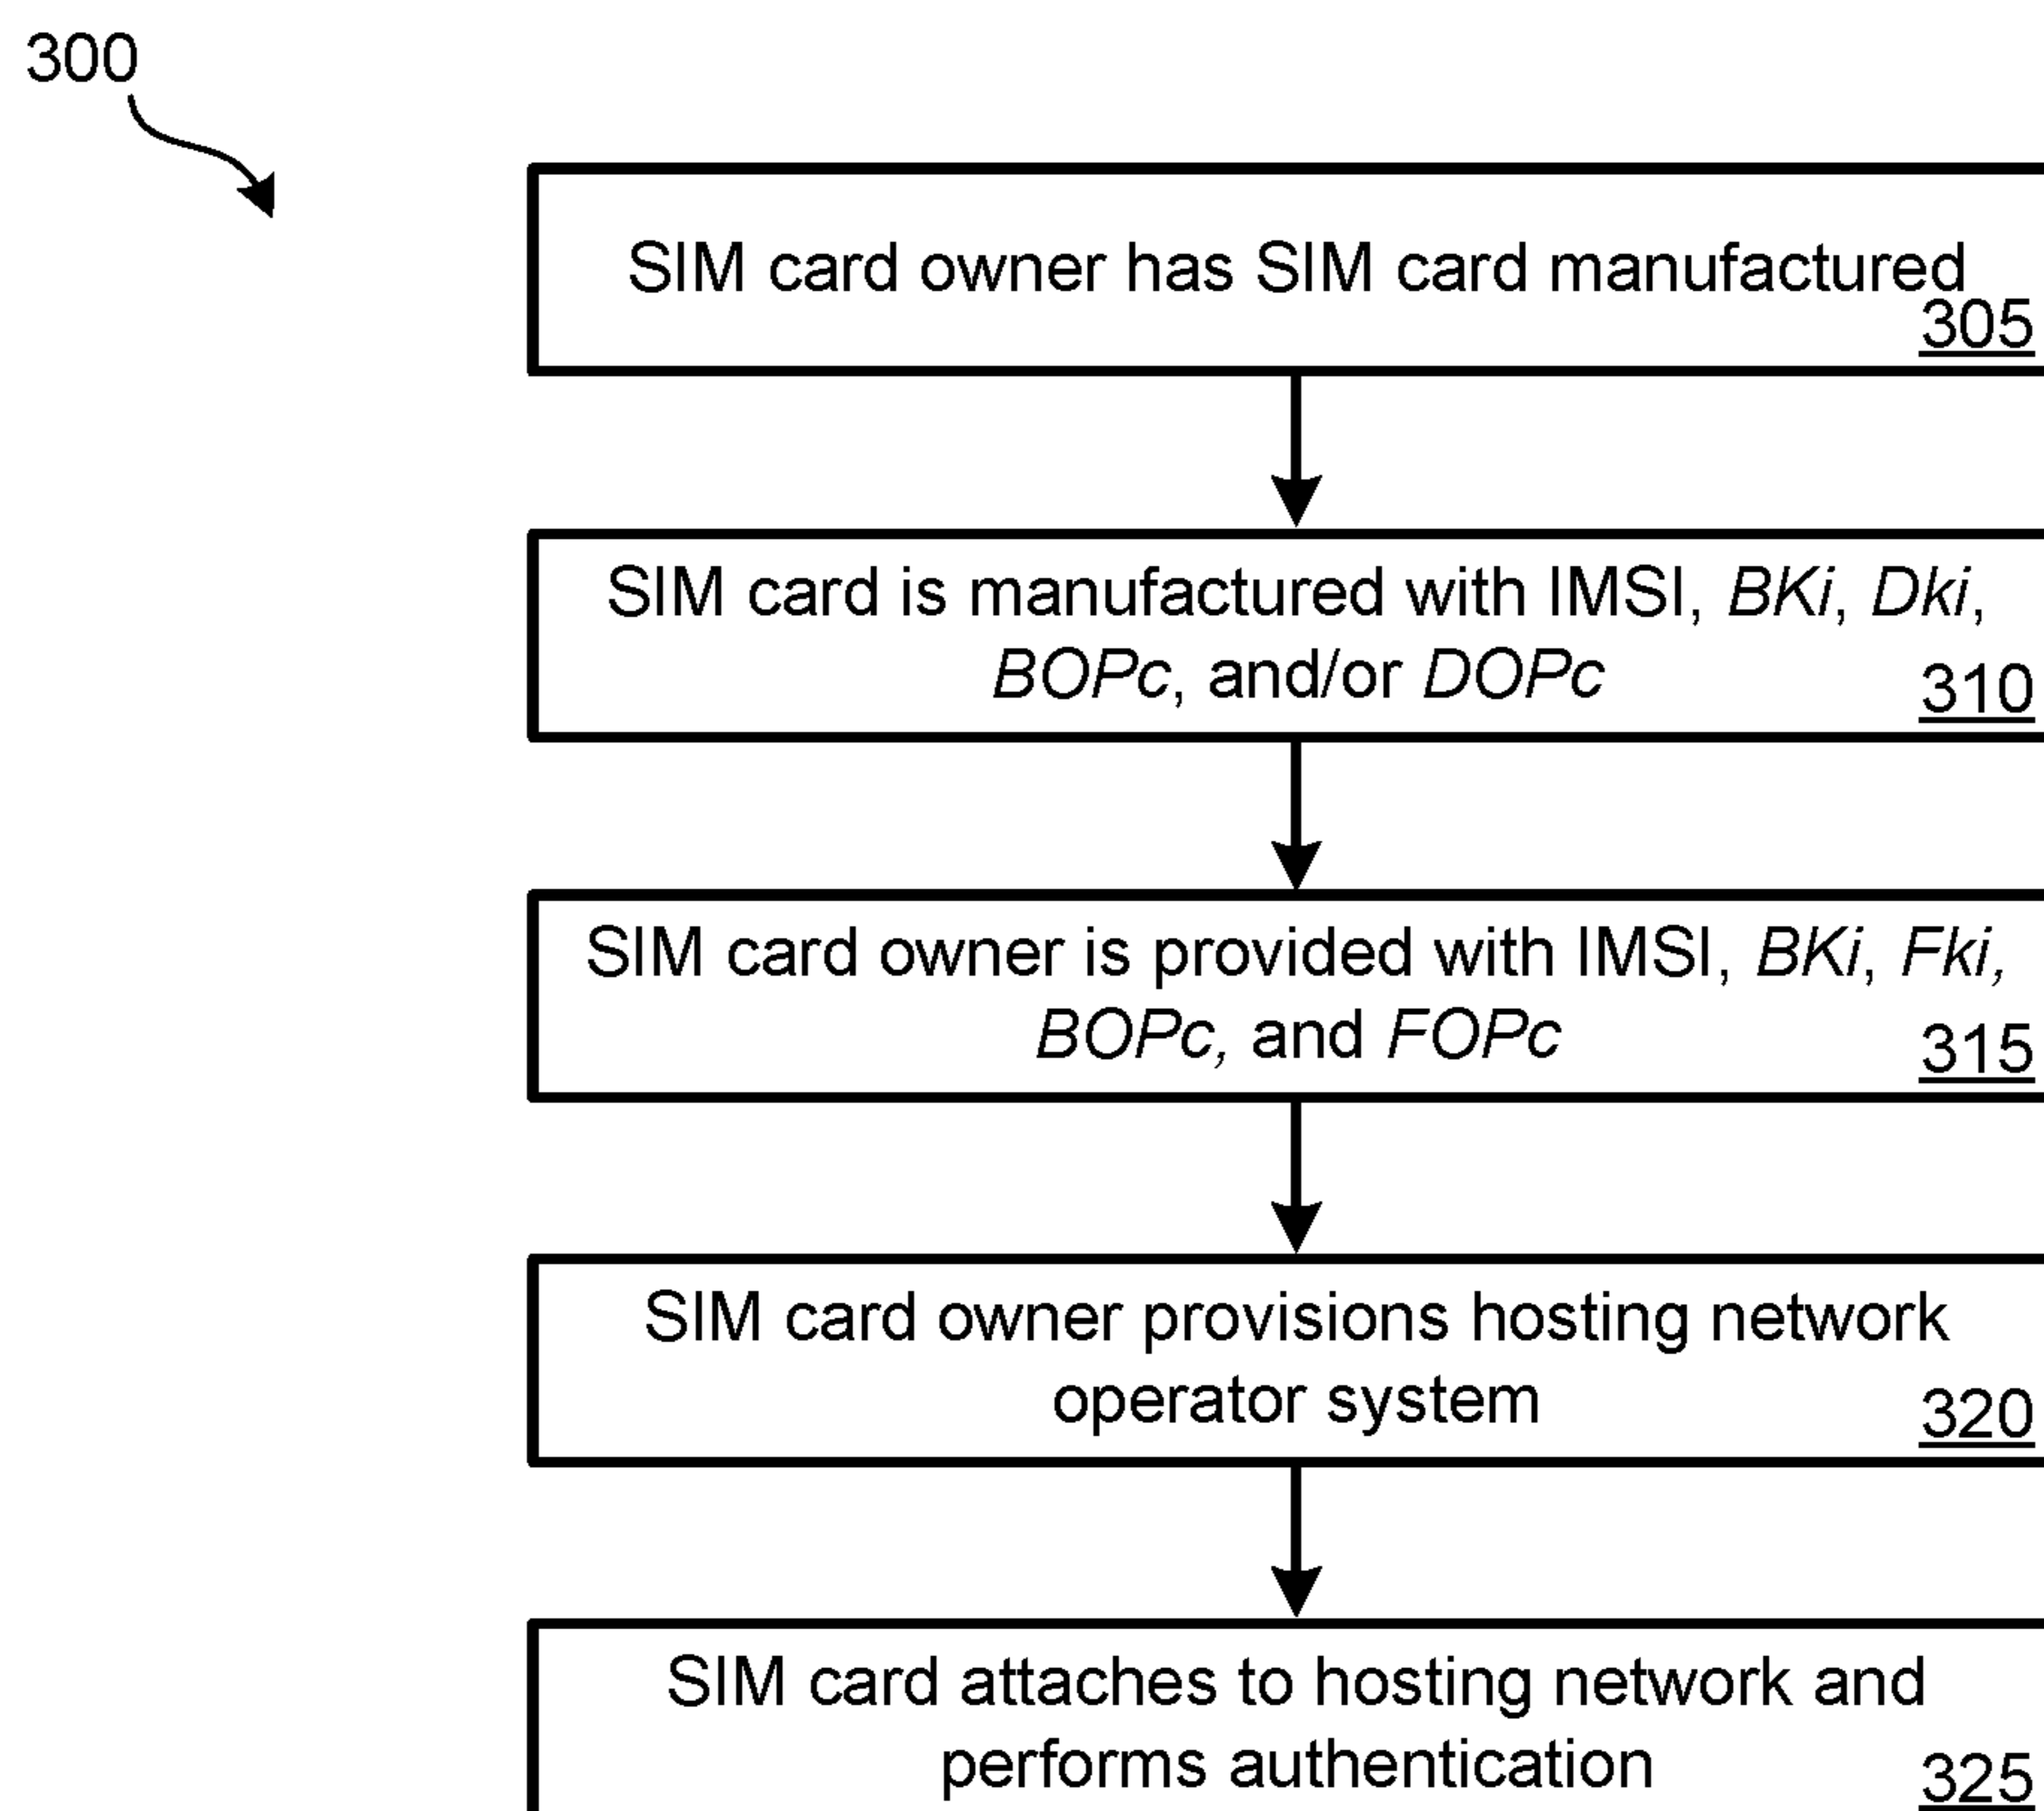 300
SIM card owner has SIM card manufactured
305
SIM card is manufactured with IMSI, BKi, Dki,
BOPc, and/or DOPc
310
SIM card owner is provided with IMSI, BKi, Fki,
BOPc, and FOPc
315
SIM card owner provisions hosting network
operator system
320
SIM card attaches to hosting network and
performs authentication
325